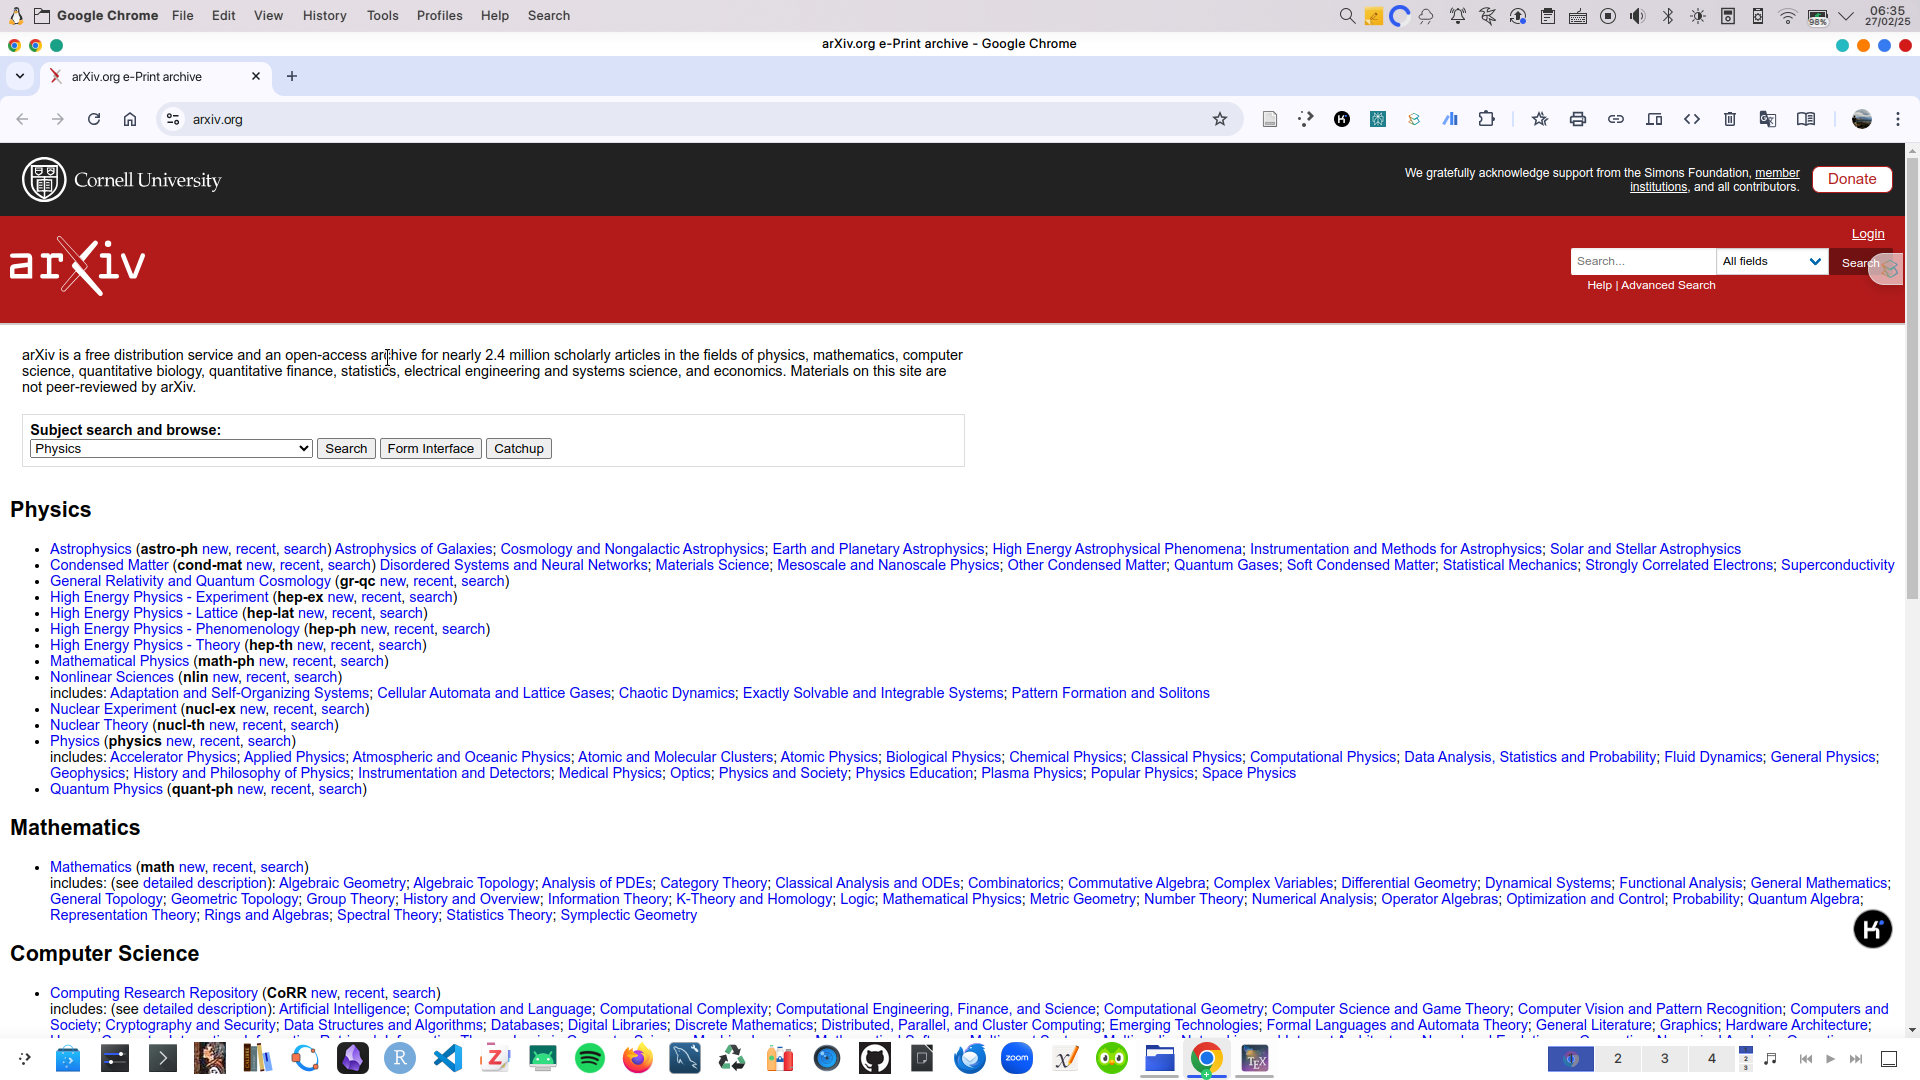 Google Chrome File Edit View History Tools Profiles Help Search
98%
06:35
27/02/25
arXiv.org e-Print archive - Google Chrome
arXiv.org e-Print archive
arxiv.org
Cornell University
We gratefully acknowledge support from the Simons Foundation, member
institutions, and all contributors.
Donate
arXiv
Login
Search...
All fields
Search
Help | Advanced Search
arXiv is a free distribution service and an open-access archive for nearly 2.4 million scholarly articles in the fields of physics, mathematics, computer
science, quantitative biology, quantitative finance, statistics, electrical engineering and systems science, and economics. Materials on this site are
not peer-reviewed by arXiv.
Subject search and browse:
Physics Search Form Interface Catchup
Physics
Astrophysics (astro-ph new, recent, search) Astrophysics of Galaxies; Cosmology and Nongalactic Astrophysics; Earth and Planetary Astrophysics; High Energy Astrophysical Phenomena; Instrumentation and Methods for Astrophysics; Solar and Stellar Astrophysics
Condensed Matter (cond-mat new, recent, search) Disordered Systems and Neural Networks; Materials Science; Mesoscale and Nanoscale Physics; Other Condensed Matter; Quantum Gases; Soft Condensed Matter; Statistical Mechanics; Strongly Correlated Electrons; Superconductivity
General Relativity and Quantum Cosmology (gr-qc new, recent, search)
High Energy Physics - Experiment (hep-ex new, recent, search)
High Energy Physics - Lattice (hep-lat new, recent, search)
High Energy Physics - Phenomenology (hep-ph new, recent, search)
High Energy Physics - Theory (hep-th new, recent, search)
Mathematical Physics (math-ph new, recent, search)
Nonlinear Sciences (nlin new, recent, search)
includes: Adaptation and Self-Organizing Systems; Cellular Automata and Lattice Gases; Chaotic Dynamics; Exactly Solvable and Integrable Systems; Pattern Formation and Solitons
Nuclear Experiment (nucl-ex new, recent, search)
Nuclear Theory (nucl-th new, recent, search)
Physics (physics new, recent, search)
includes: Accelerator Physics; Applied Physics; Atmospheric and Oceanic Physics; Atomic and Molecular Clusters; Atomic Physics; Biological Physics; Chemical Physics; Classical Physics; Computational Physics; Data Analysis, Statistics and Probability; Fluid Dynamics; General Physics;
Geophysics; History and Philosophy of Physics; Instrumentation and Detectors; Medical Physics; Optics; Physics and Society; Physics Education; Plasma Physics; Popular Physics; Space Physics
Quantum Physics (quant-ph new, recent, search)
Mathematics
Mathematics (math new, recent, search)
includes: (see detailed description): Algebraic Geometry; Algebraic Topology; Analysis of PDEs; Category Theory; Classical Analysis and ODEs; Combinatorics; Commutative Algebra; Complex Variables; Differential Geometry; Dynamical Systems; Functional Analysis; General Mathematics;
General Topology; Geometric Topology; Group Theory; History and Overview; Information Theory; K-Theory and Homology; Logic; Mathematical Physics; Metric Geometry; Number Theory; Numerical Analysis; Operator Algebras; Optimization and Control; Probability; Quantum Algebra;
Representation Theory; Rings and Algebras; Spectral Theory; Statistics Theory; Symplectic Geometry
Computer Science
Computing Research Repository (CoRR new, recent, search)
includes: (see detailed description): Artificial Intelligence; Computation and Language; Computational Complexity; Computational Engineering, Finance, and Science; Computational Geometry; Computer Science and Game Theory; Computer Vision and Pattern Recognition; Computers and
Society; Cryptography and Security; Data Structures and Algorithms; Databases; Digital Libraries; Discrete Mathematics; Distributed, Parallel, and Cluster Computing; Emerging Technologies; Formal Languages and Automata Theory; General Literature; Graphics; Hardware Architecture;
zoom
TEX
2 3 4